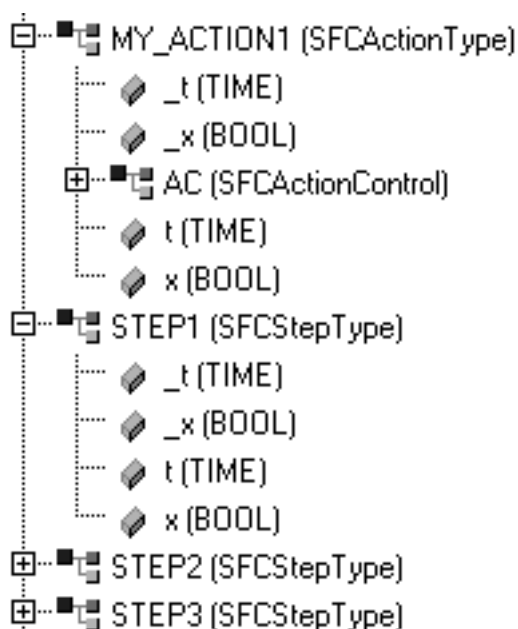 MY_ACTION1 (SFCActionType)
_t (TIME)
_x (BOOL)
AC (SFCActionControl)
t (TIME)
x (BOOL)
STEP1 (SFCStepType)
_t (TIME)
_x (BOOL)
t (TIME)
x (BOOL)
STEP2 (SFCStepType)
STEP3 (SFCStepType)